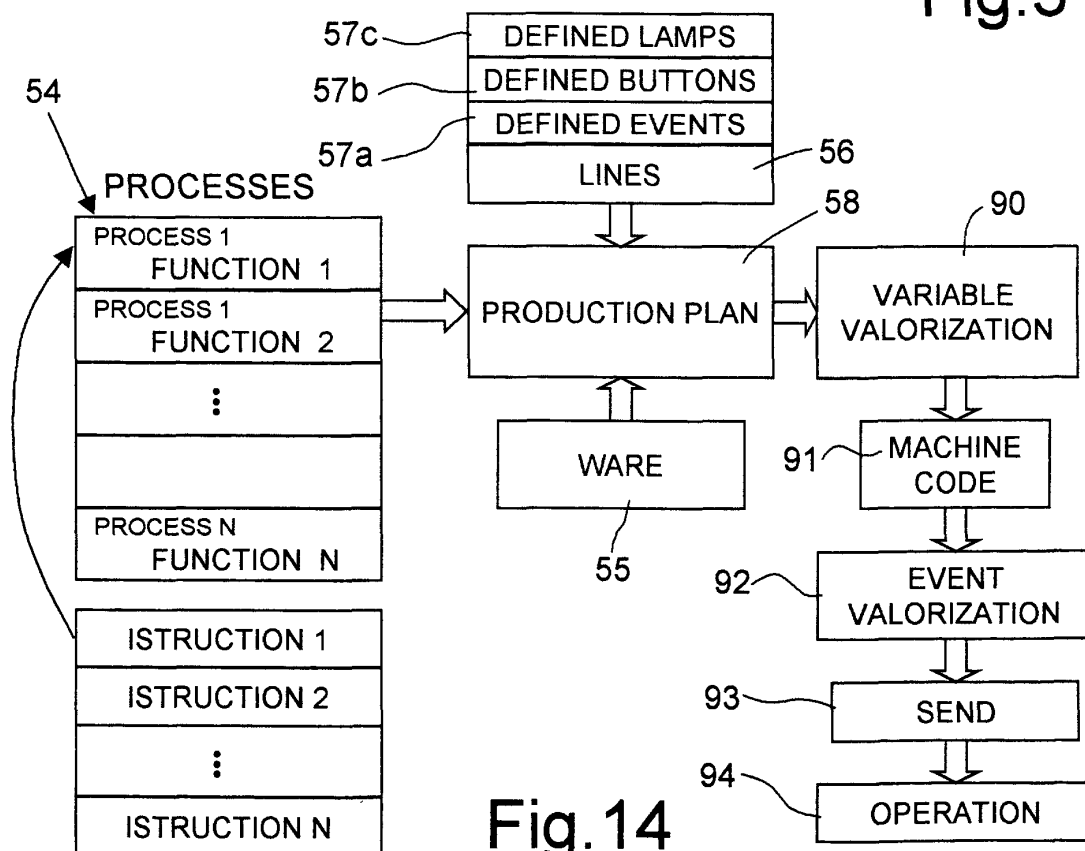 Fig.5
57c
DEFINED LAMPS
57b
DEFINED BUTTONS
57a
DEFINED EVENTS
LINES
56
54
PROCESSES
PROCESS 1
FUNCTION 1
PROCESS 1
FUNCTION 2
⋮
PROCESS N
FUNCTION N
58
PRODUCTION PLAN
90
VARIABLE
VALORIZATION
WARE
55
91
MACHINE
CODE
92
EVENT
VALORIZATION
93
SEND
94
OPERATION
ISTRUCTION 1
ISTRUCTION 2
⋮
ISTRUCTION N
Fig.14